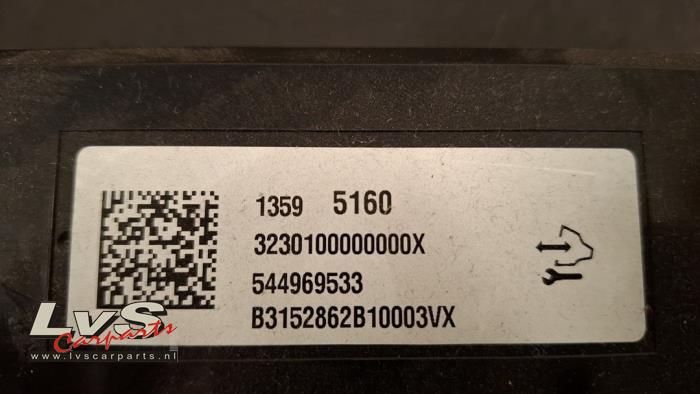 1359 5160
3230100000000X
544969533
B3152862B10003VX
LvS
Carparts
www.lvscarparts.nl